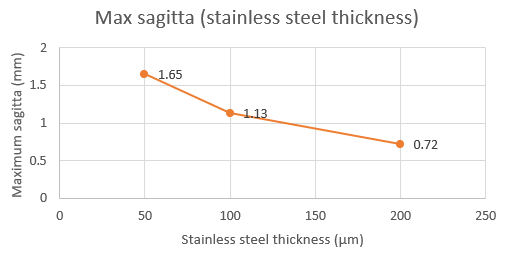 Max sagitta (stainless steel thickness)
Maximum sagitta (mm)
2
1.5
1
0.5
0
1.65
1.13
0.72
0 50 100 150 200 250
Stainless steel thickness (µm)